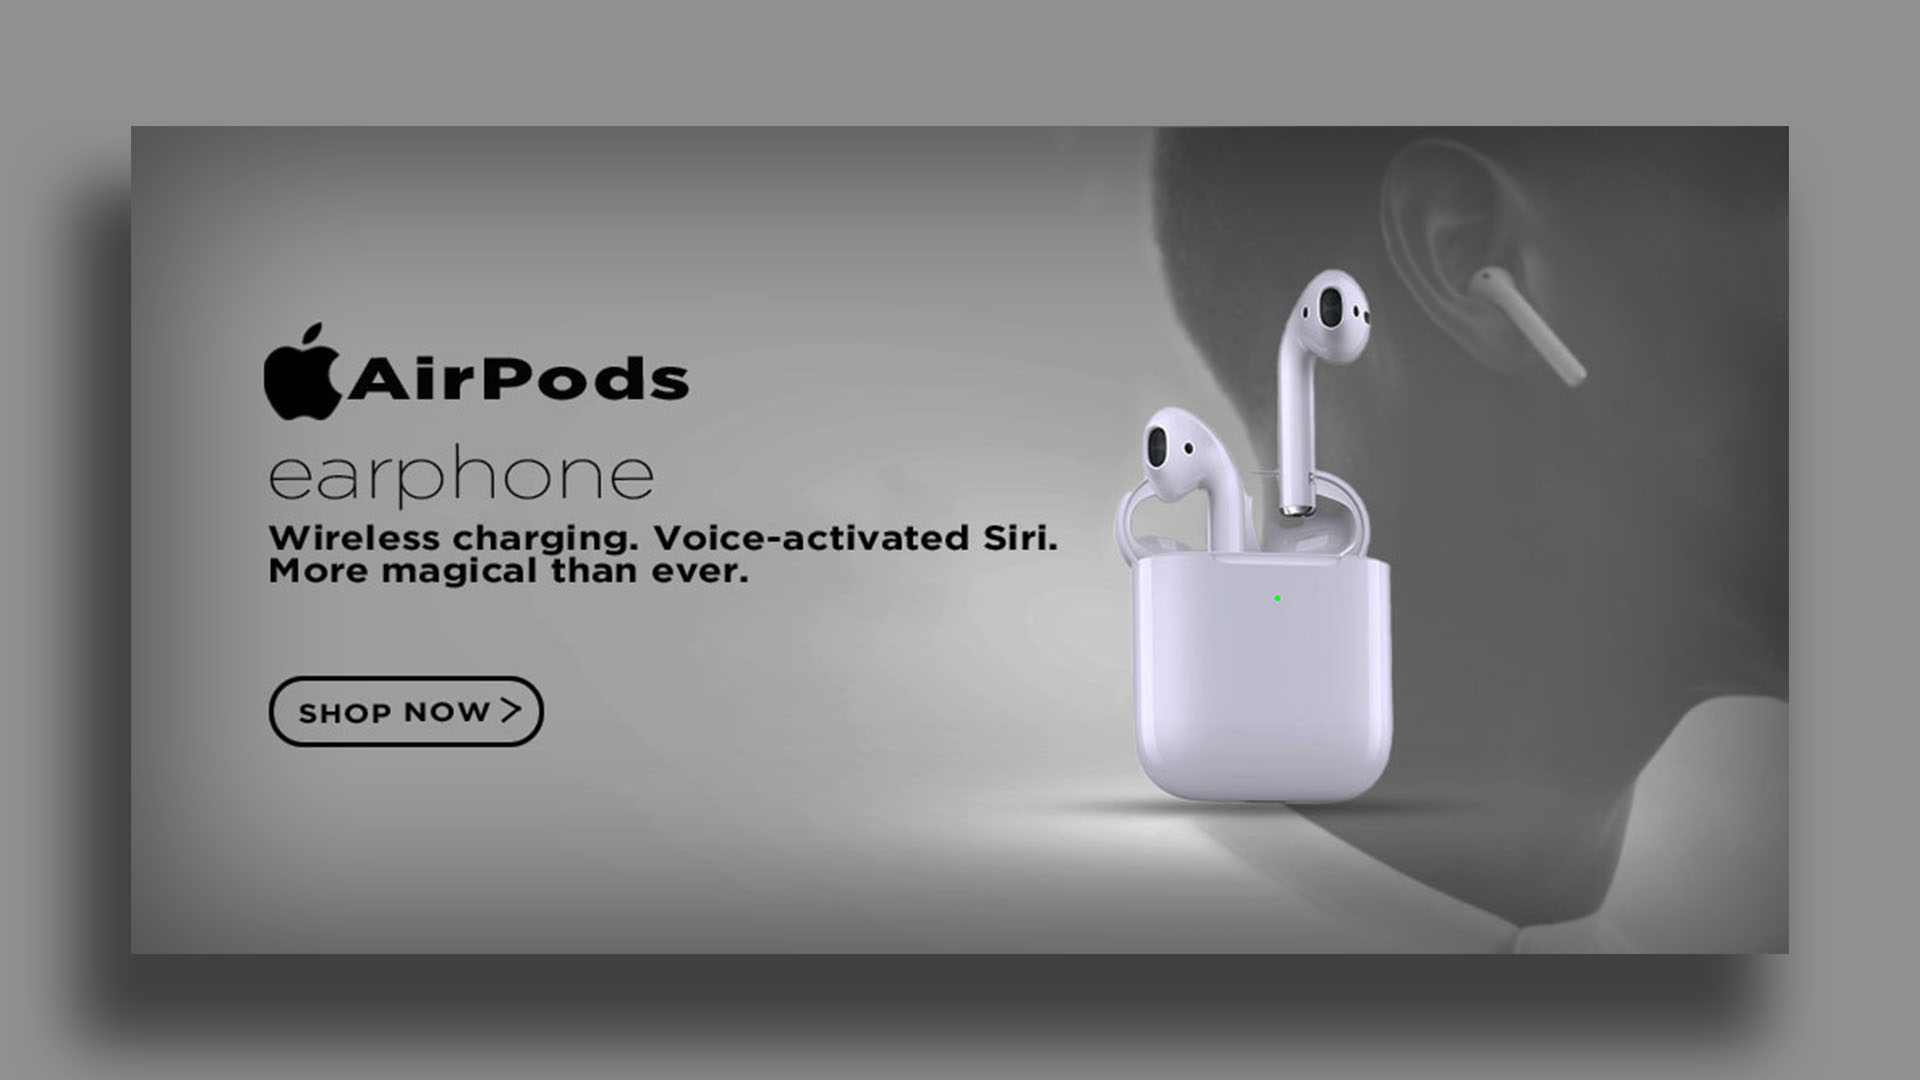 AirPods
earphone
Wireless charging. Voice-activated Siri.
More magical than ever.
SHOP NOW >